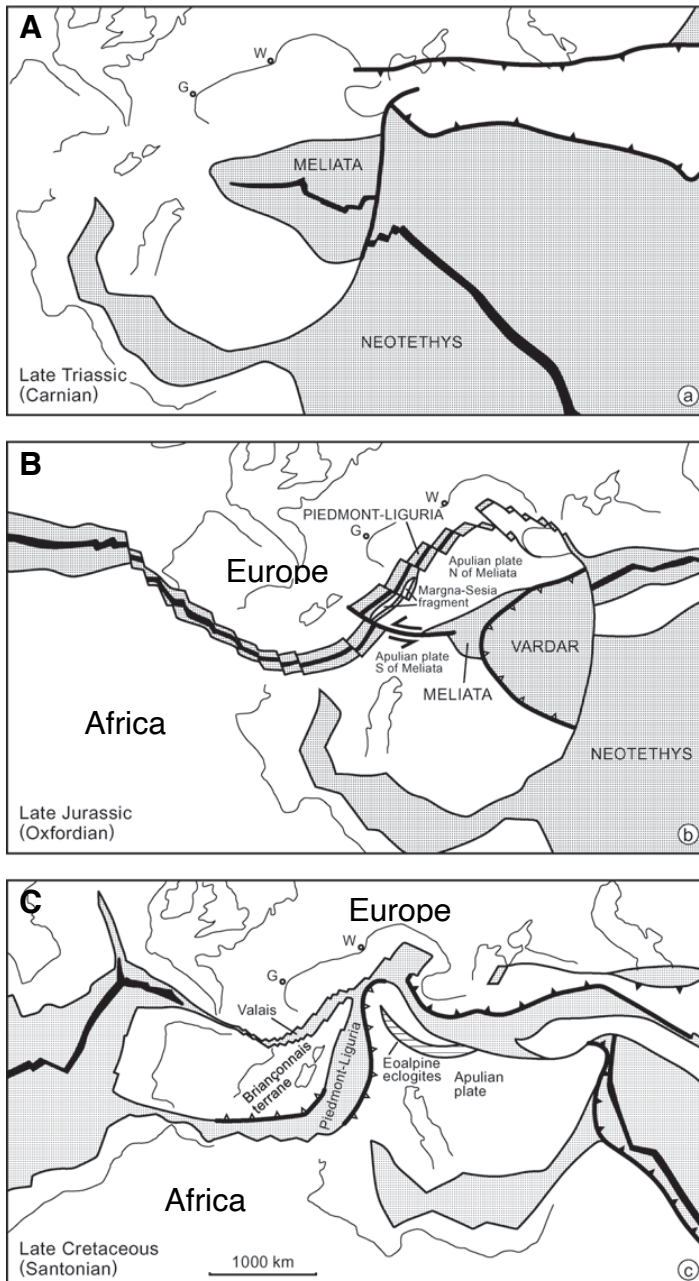 A
W
G
MELIATA
NEOTETHYS
Late Triassic
(Carnian)
a
B
W
PIEDMONT-LIGURIA
G
Europe
Apulian plate
N of Meliata
Margna-Sesia
fragment
VARDAR
Apulian plate
S of Meliata
MELIATA
Africa
NEOTETHYS
Late Jurassic
(Oxfordian)
b
C
Europe
W
G
Valais
Briançonnais
terrane
Piedmont-Liguria
Eoalpine
eclogites
Apulian
plate
Africa
Late Cretaceous
(Santonian)
1000 km
c